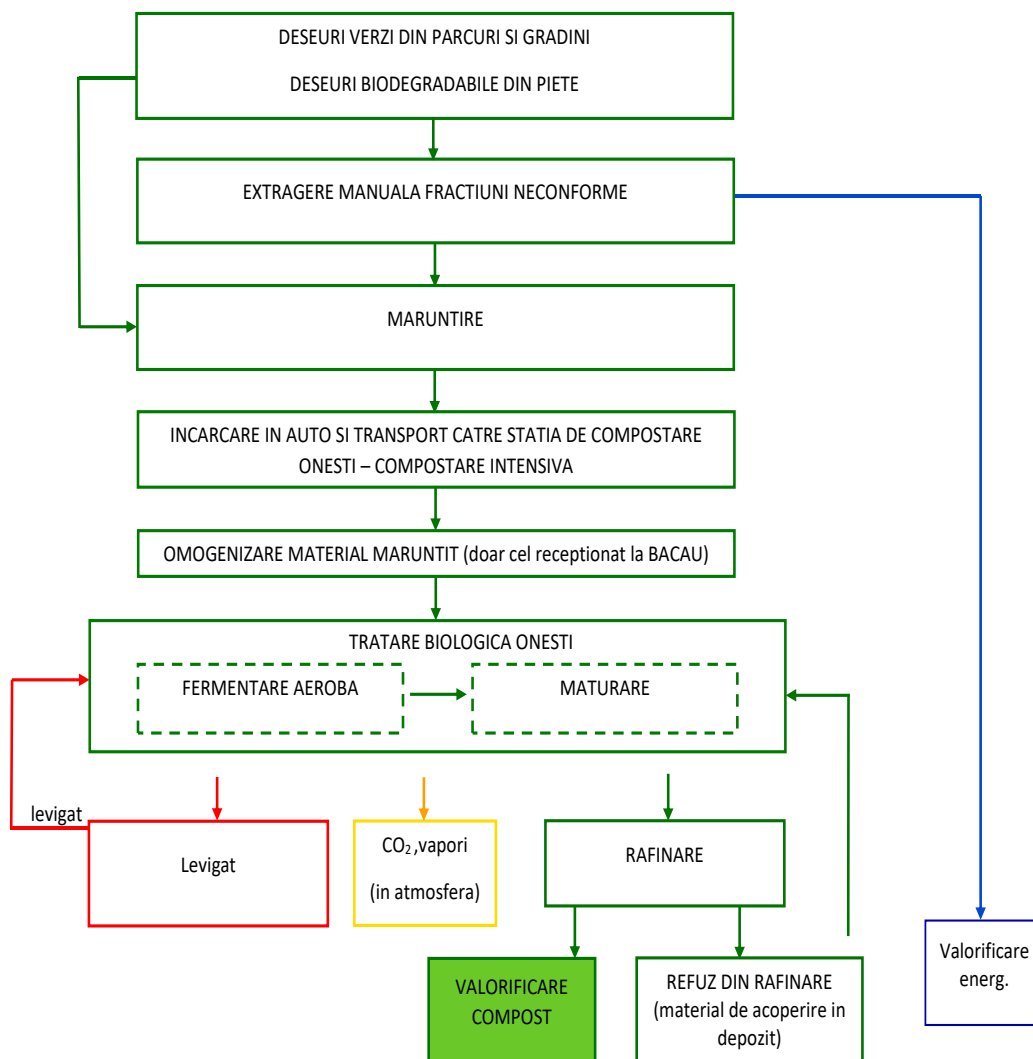 DESEURI VERZI DIN PARCURI SI GRADINI
DESEURI BIODEGRADABILE DIN PIETE
EXTRAGERE MANUALA FRACTIUNI NECONFORME
MARUNTIRE
INCARCARE IN AUTO SI TRANSPORT CATRE STATIA DE COMPOSTARE
ONESTI – COMPOSTARE INTENSIVA
OMOGENIZARE MATERIAL MARUNTIT (doar cel receptionat la BACAU)
TRATARE BIOLOGICA ONESTI
FERMENTARE AEROBA
MATURARE
levigat
Levigat
CO₂ ,vapori
(in atmosfera)
RAFINARE
VALORIFICARE
COMPOST
REFUZ DIN RAFINARE
(material de acoperire in
depozit)
Valorificare
energ.